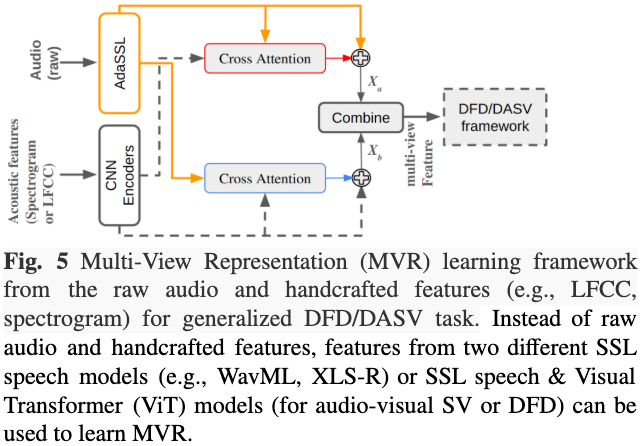 Audio
(raw)
AdaSSL
Cross Attention
Xa
Combine
DFD/DASV
framework
multi-view
Feature
Acoustic features
(Spectrogram
or LFCC)
CNN
Encoders
Cross Attention
Xb
Fig. 5 Multi-View Representation (MVR) learning framework
from the raw audio and handcrafted features (e.g., LFCC,
spectrogram) for generalized DFD/DASV task. Instead of raw
audio and handcrafted features, features from two different SSL
speech models (e.g., WavML, XLS-R) or SSL speech & Visual
Transformer (ViT) models (for audio-visual SV or DFD) can be
used to learn MVR.